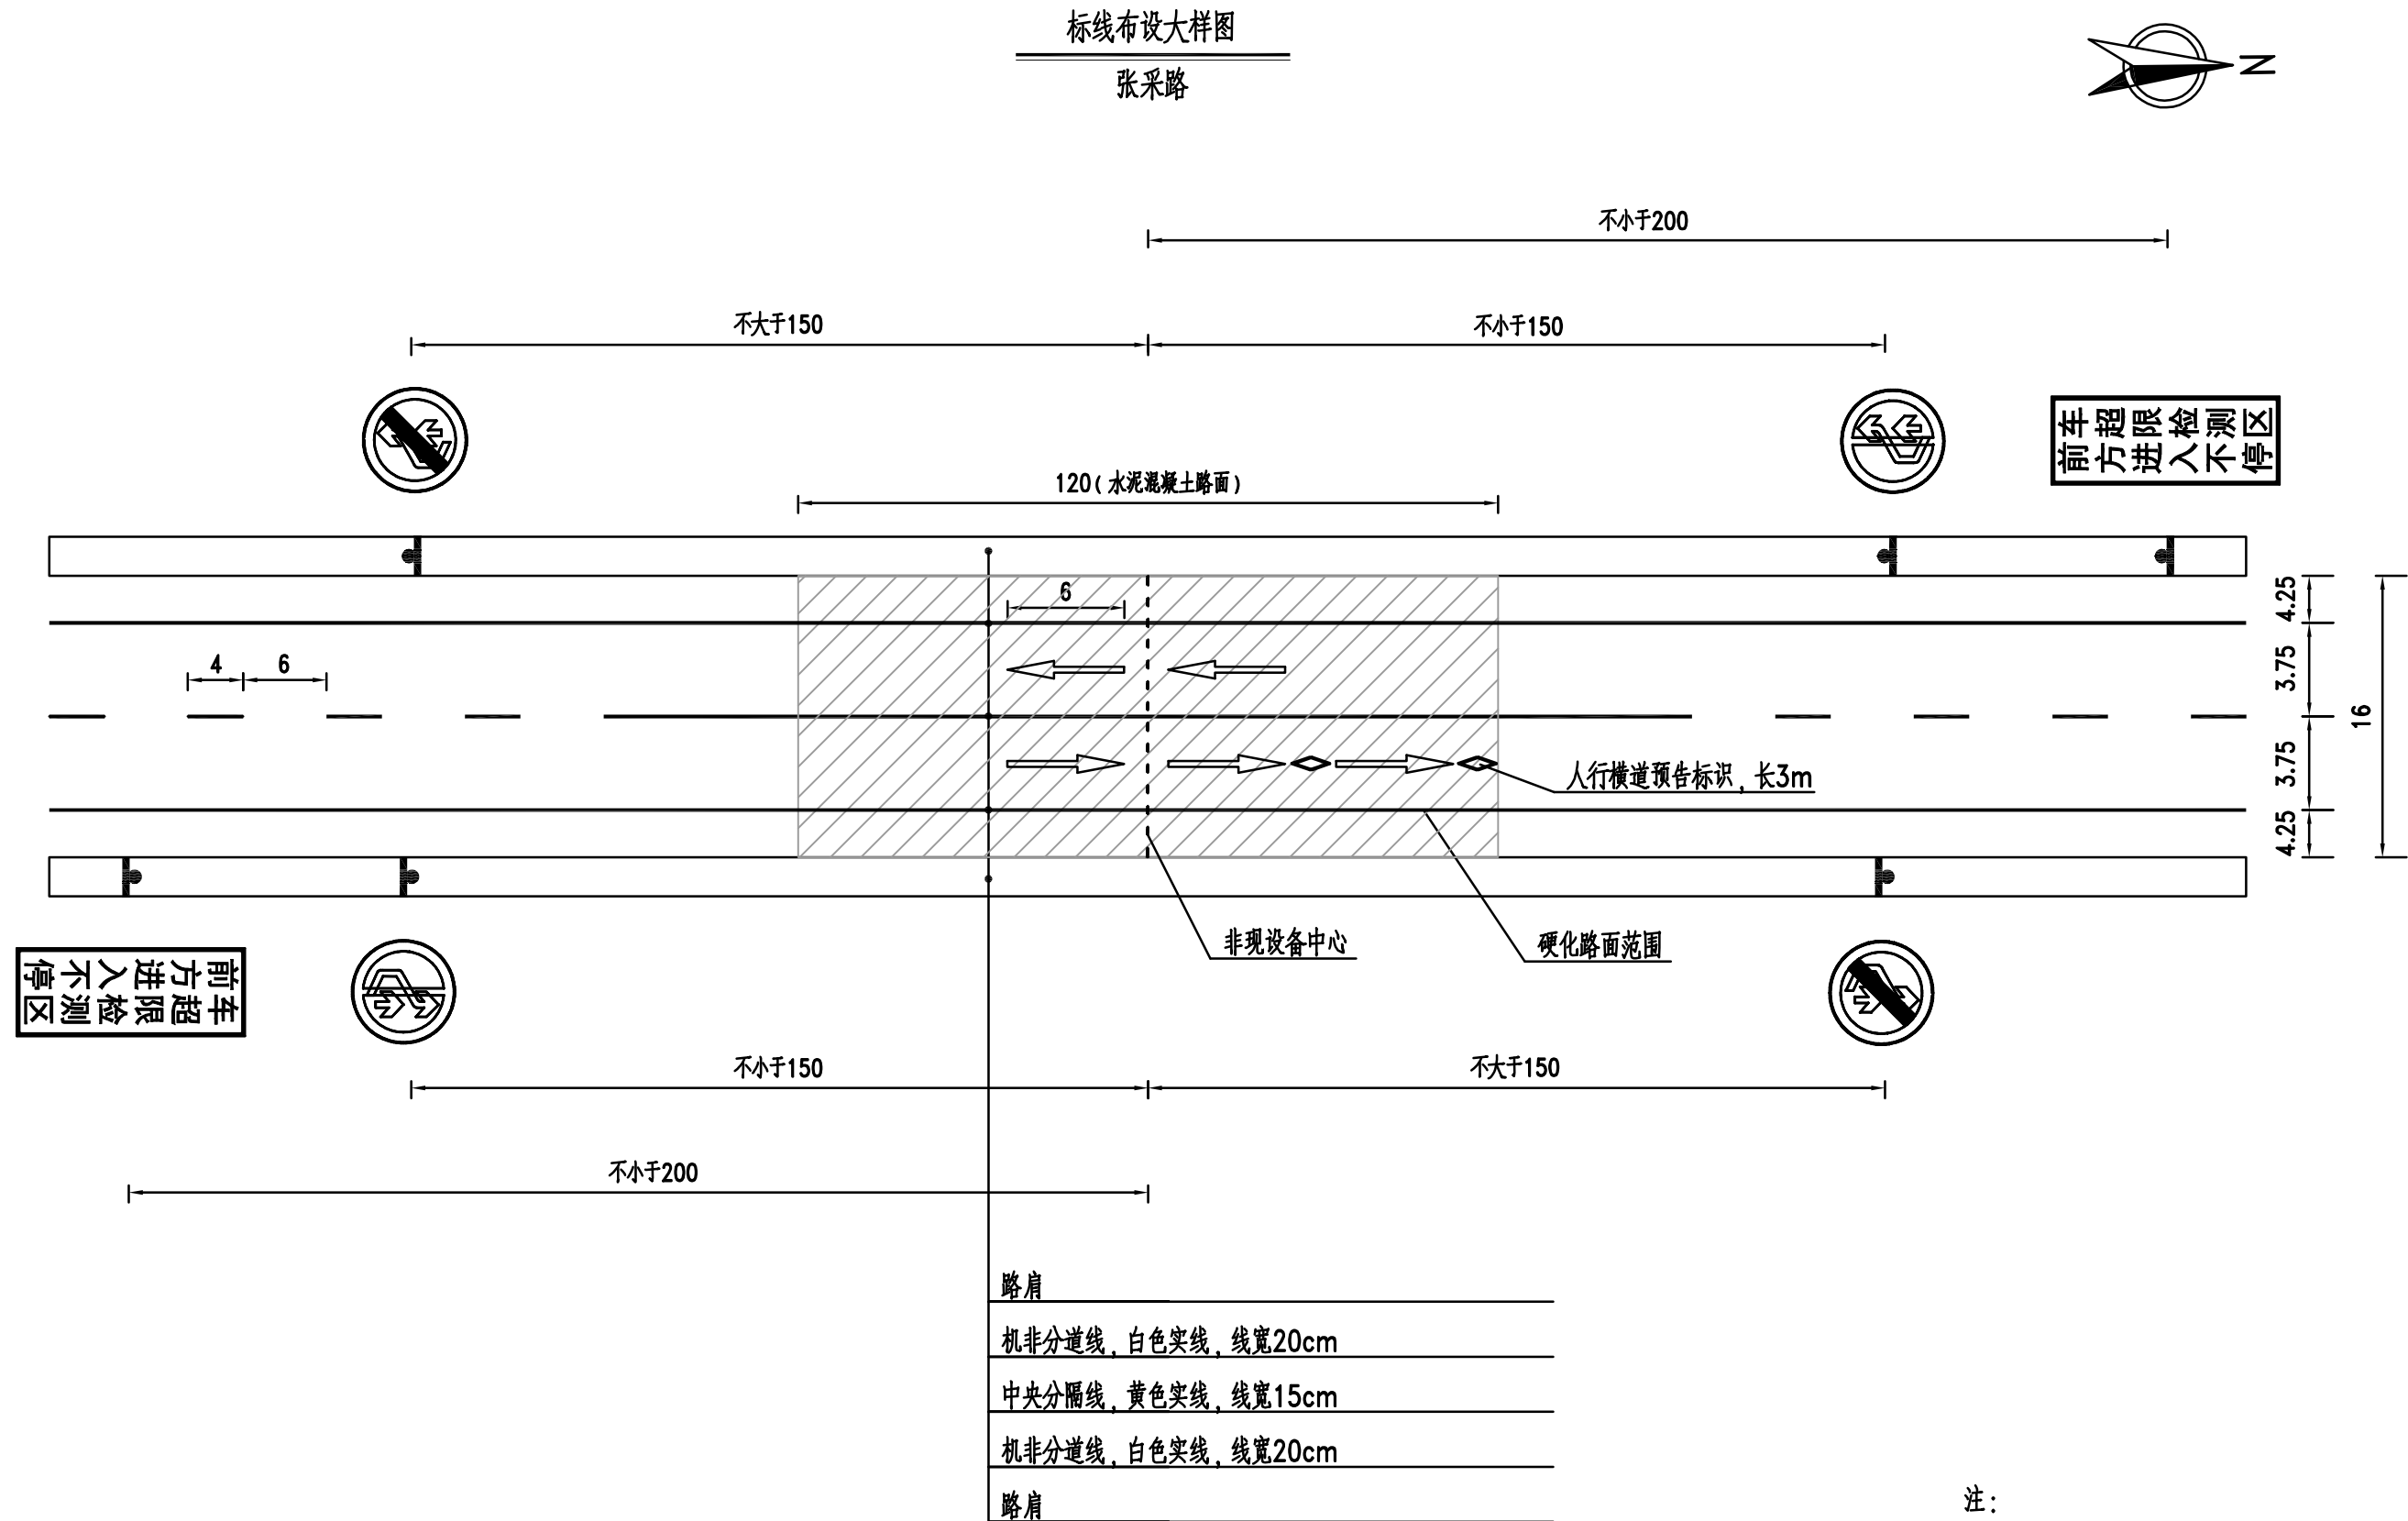 标线布设大样图
张采路
N
不小于200
不大于150
不小于150
前方进入不停
车超限检测区
120(水泥混凝土路面)
6
4
6
4.25
3.75
3.75
4.25
16
人行横道预告标识,长3m
非现设备中心
硬化路面范围
前方进入不停
车超限检测区
不小于150
不大于150
不小于200
路肩
机非分道线,白色实线,线宽20cm
中央分隔线,黄色实线,线宽15cm
机非分道线,白色实线,线宽20cm
路肩
注: